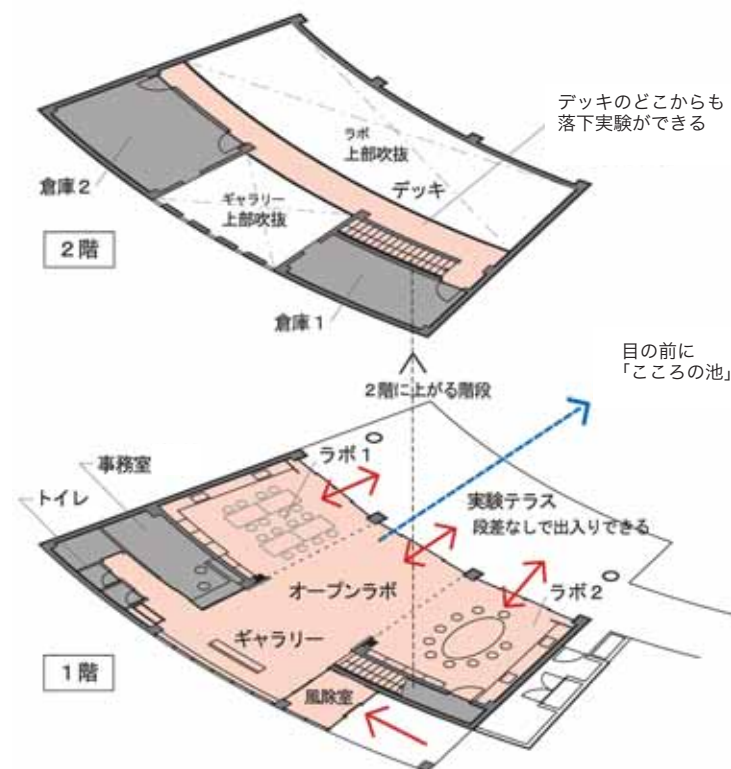 デッキのどこからも
落下実験ができる
ラボ
上部吹抜
デッキ
倉庫2
ギャラリー
上部吹抜
2階
倉庫1
目の前に
「こころの池」
2階に上がる階段
ラボ1
事務室
トイレ
実験テラス
段差なしで出入りできる
オープンラボ
ラボ2
ギャラリー
1階
風除室